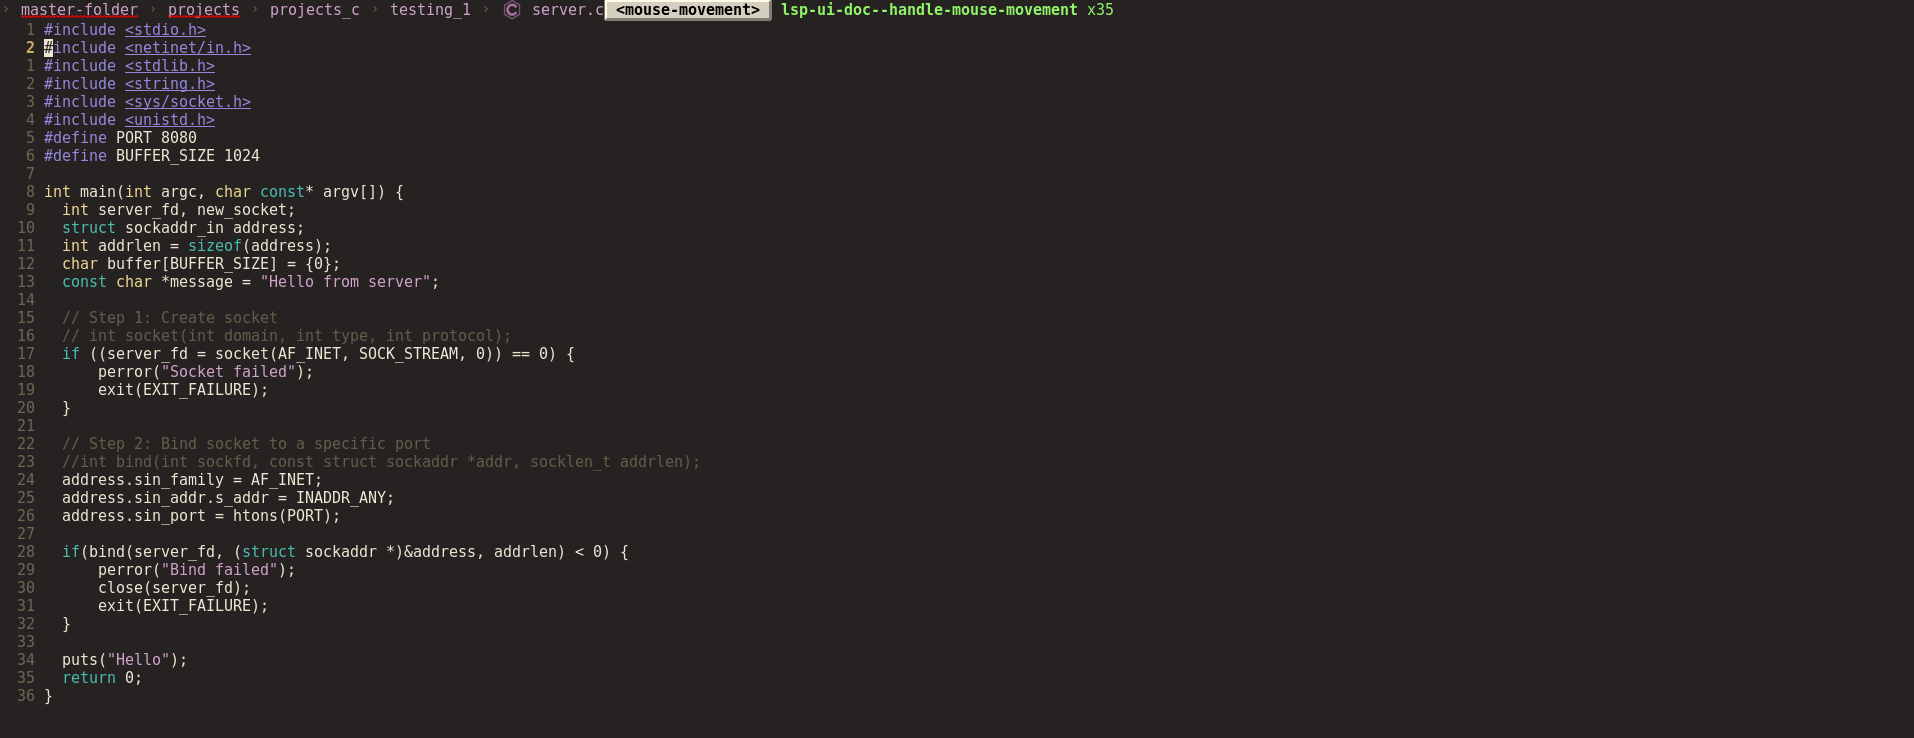 › master-folder › projects › projects_c › testing_1 › server.c <mouse-movement> lsp-ui-doc--handle-mouse-movement x35
1 #include <stdio.h>
2 #include <netinet/in.h>
1 #include <stdlib.h>
2 #include <string.h>
3 #include <sys/socket.h>
4 #include <unistd.h>
5 #define PORT 8080
6 #define BUFFER_SIZE 1024
7
8 int main(int argc, char const* argv[]) {
9   int server_fd, new_socket;
10   struct sockaddr_in address;
11   int addrlen = sizeof(address);
12   char buffer[BUFFER_SIZE] = {0};
13   const char *message = "Hello from server";
14
15   // Step 1: Create socket
16   // int socket(int domain, int type, int protocol);
17   if ((server_fd = socket(AF_INET, SOCK_STREAM, 0)) == 0) {
18       perror("Socket failed");
19       exit(EXIT_FAILURE);
20   }
21
22   // Step 2: Bind socket to a specific port
23   //int bind(int sockfd, const struct sockaddr *addr, socklen_t addrlen);
24   address.sin_family = AF_INET;
25   address.sin_addr.s_addr = INADDR_ANY;
26   address.sin_port = htons(PORT);
27
28   if(bind(server_fd, (struct sockaddr *)&address, addrlen) < 0) {
29       perror("Bind failed");
30       close(server_fd);
31       exit(EXIT_FAILURE);
32   }
33
34   puts("Hello");
35   return 0;
36 }